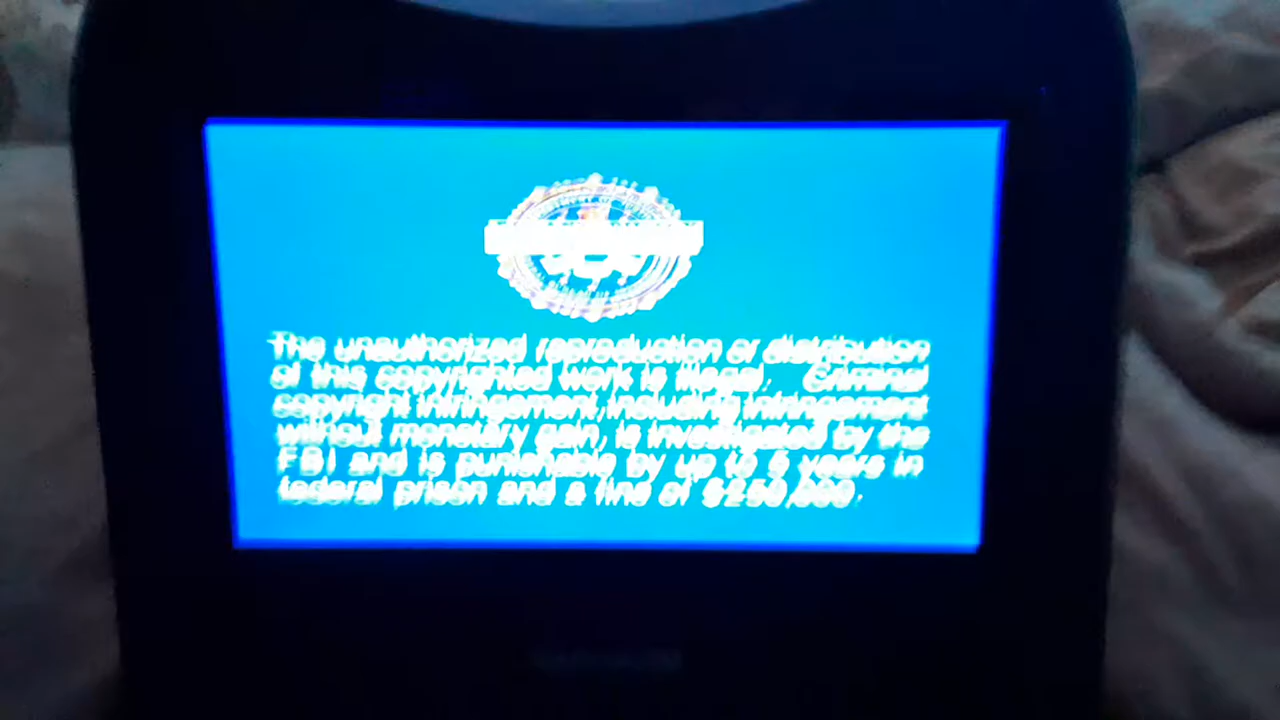 The unauthorized reproduction or distribution
of this copyrighted work is illegal. Criminal
copyright infringement, including infringement
without monetary gain, is investigated by the
FBI and is punishable by up to 5 years in
federal prison and a fine of $250,000.